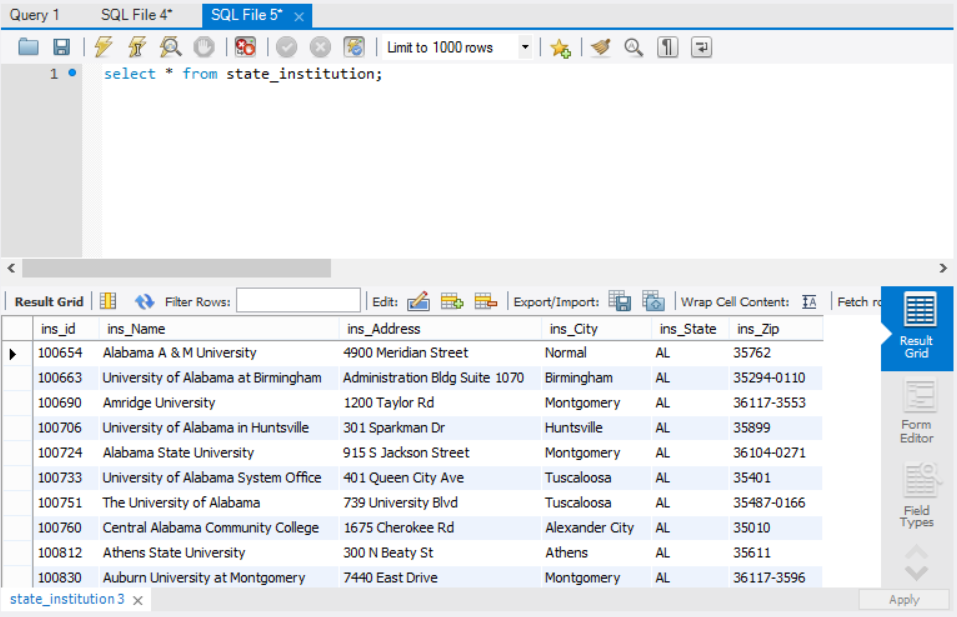 Query 1 SQL File 4* SQL File 5*
Limit to 1000 rows
1 select * from state_institution;
Result Grid Filter Rows: Edit: Export/Import: Wrap Cell Content: Fetch
ins_id ins_Name ins_Address ins_City ins_State ins_Zip
100654 Alabama A & M University 4900 Meridian Street Normal AL 35762
100663 University of Alabama at Birmingham Administration Bldg Suite 1070 Birmingham AL 35294-0110
100690 Amridge University 1200 Taylor Rd Montgomery AL 36117-3553
100706 University of Alabama in Huntsville 301 Sparkman Dr Huntsville AL 35899
100724 Alabama State University 915 S Jackson Street Montgomery AL 36104-0271
100733 University of Alabama System Office 401 Queen City Ave Tuscaloosa AL 35401
100751 The University of Alabama 739 University Blvd Tuscaloosa AL 35487-0166
100760 Central Alabama Community College 1675 Cherokee Rd Alexander City AL 35010
100812 Athens State University 300 N Beaty St Athens AL 35611
100830 Auburn University at Montgomery 7440 East Drive Montgomery AL 36117-3596
Result
Grid
Form
Editor
Field
Types
state_institution 3 Apply